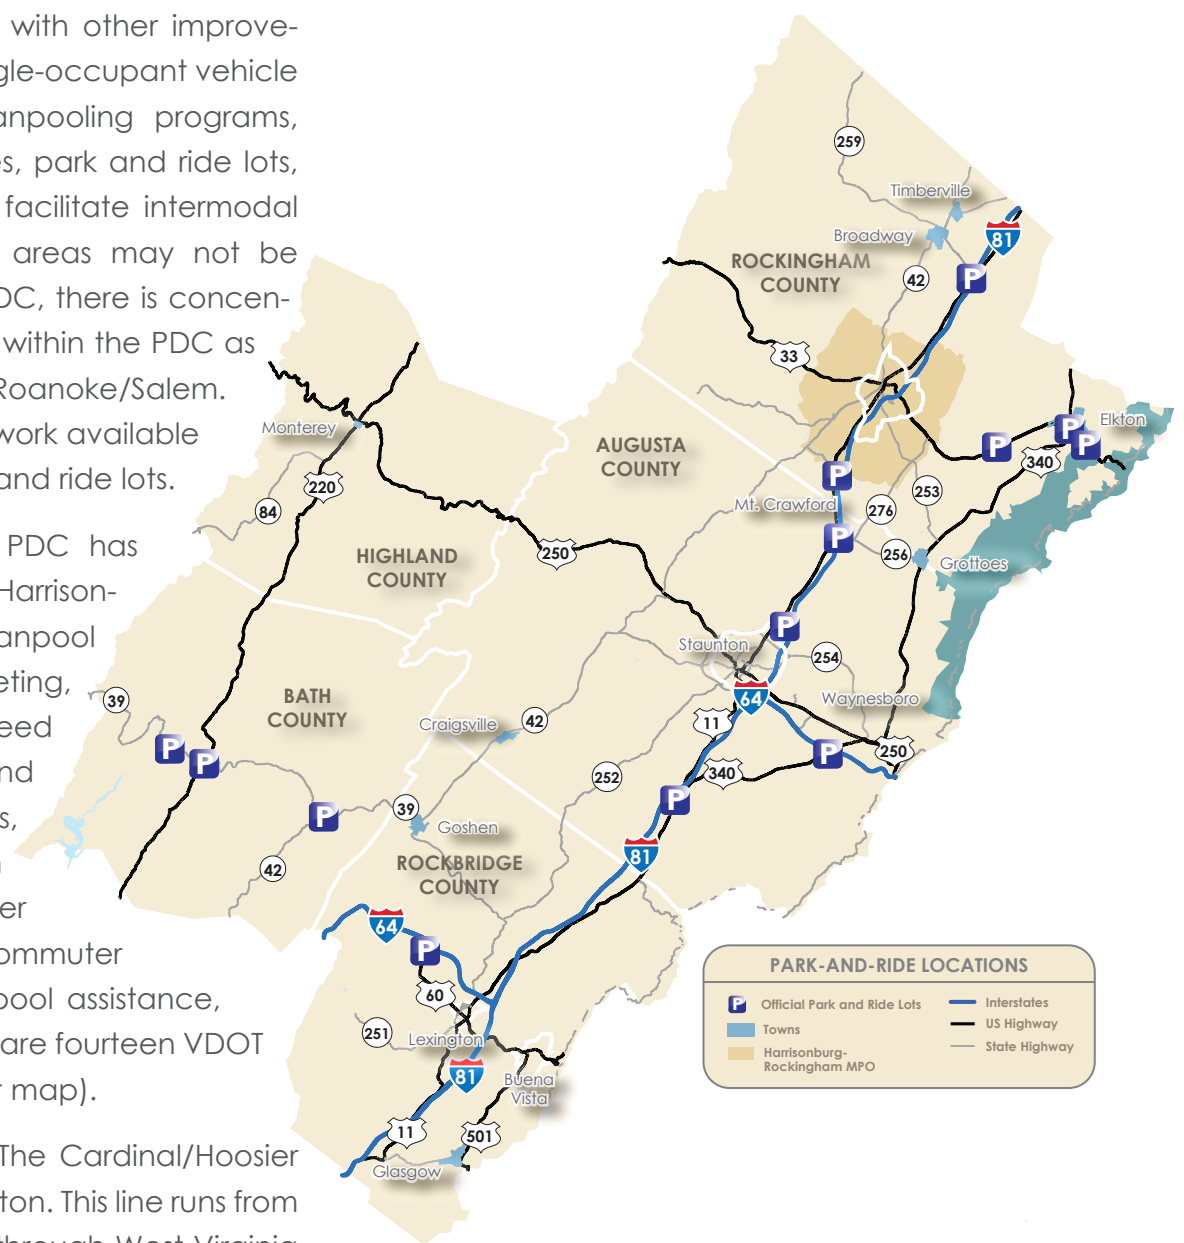 with other improve-
gle-occupant vehicle
anpooling programs,
es, park and ride lots,
facilitate intermodal
areas may not be
DC, there is concen-
within the PDC as
Roanoke/Salem.
work available
and ride lots.
PDC has
Harrison-
anpool
eting,
eed
nd
s,
er
ommuter
pool assistance,
are fourteen VDOT
r map).
The Cardinal/Hoosier
ton. This line runs from
through West Virginia
259
Timberville
Broadway
81
ROCKINGHAM
COUNTY
P
42
33
Monterey
AUGUSTA
COUNTY
P
Elkton
P
P
340
220
84
P
Mt. Crawford
253
276
HIGHLAND
COUNTY
250
P
256
Grottoes
P
Staunton
254
39
BATH
COUNTY
64
Waynesboro
Craigsville
42
11
P
P
250
P
252
340
P
P
39
Goshen
81
ROCKBRIDGE
COUNTY
42
64
P
60
251
Lexington
81
Buena
Vista
11
501
Glasgow
PARK-AND-RIDE LOCATIONS
P Official Park and Ride Lots
Towns
Harrisonburg-
Rockingham MPO
Interstates
US Highway
State Highway